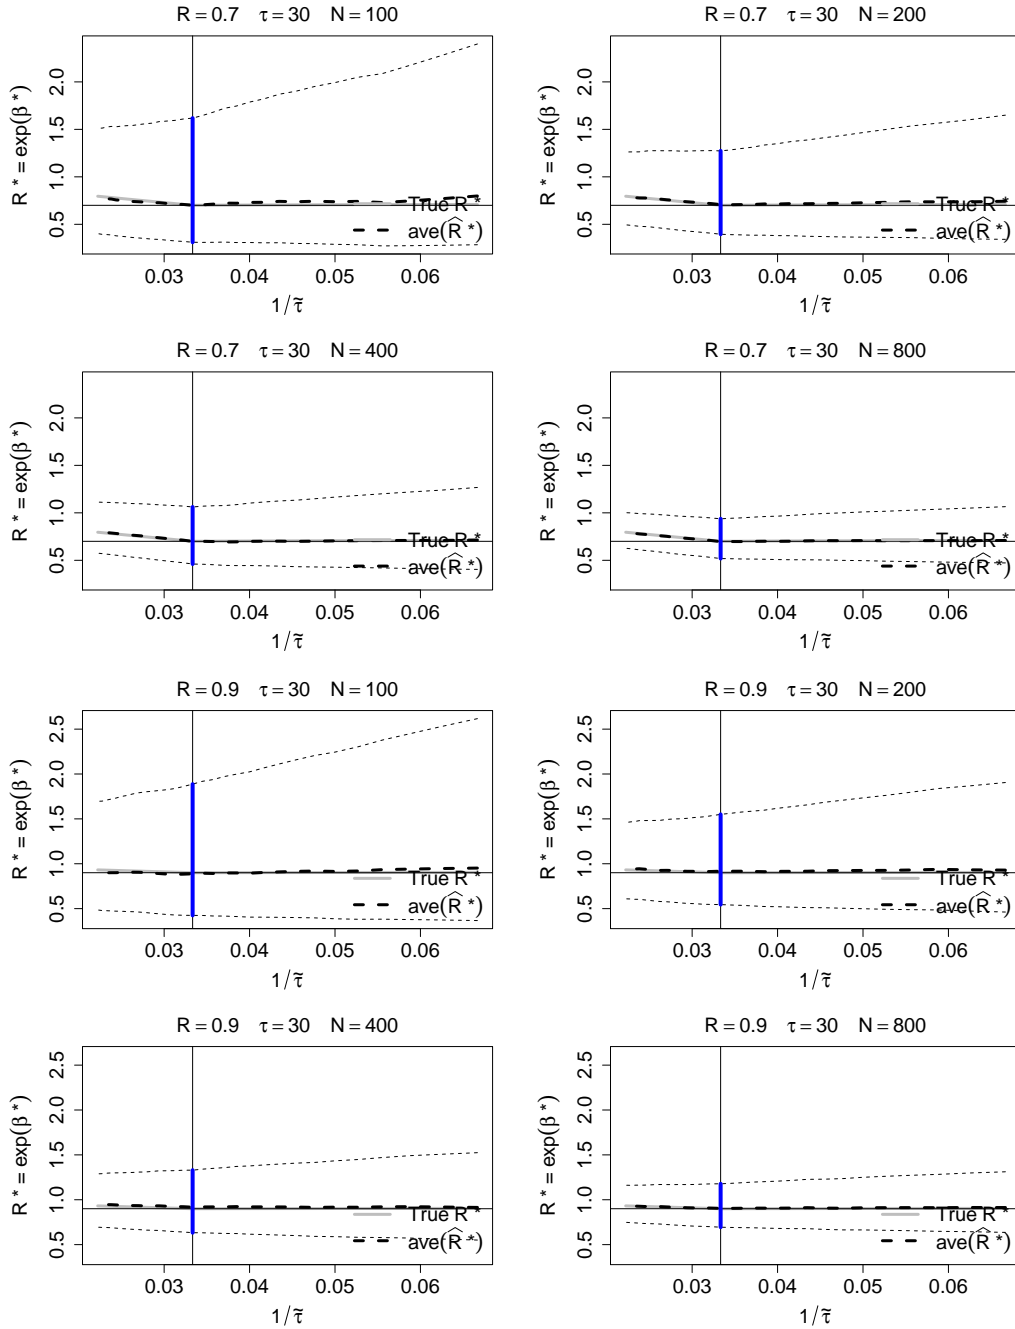 R = 0.7 τ = 30 N = 100
R * = exp(β *)
0.5 1.0 1.5 2.0
True R *
ave(R̂ *)
0.03 0.04 0.05 0.06
1/τ̃
R = 0.7 τ = 30 N = 200
R * = exp(β *)
0.5 1.0 1.5 2.0
True R *
ave(R̂ *)
0.03 0.04 0.05 0.06
1/τ̃
R = 0.7 τ = 30 N = 400
R * = exp(β *)
0.5 1.0 1.5 2.0
True R *
ave(R̂ *)
0.03 0.04 0.05 0.06
1/τ̃
R = 0.7 τ = 30 N = 800
R * = exp(β *)
0.5 1.0 1.5 2.0
True R *
ave(R̂ *)
0.03 0.04 0.05 0.06
1/τ̃
R = 0.9 τ = 30 N = 100
R * = exp(β *)
0.5 1.0 1.5 2.0 2.5
True R *
ave(R̂ *)
0.03 0.04 0.05 0.06
1/τ̃
R = 0.9 τ = 30 N = 200
R * = exp(β *)
0.5 1.0 1.5 2.0 2.5
True R *
ave(R̂ *)
0.03 0.04 0.05 0.06
1/τ̃
R = 0.9 τ = 30 N = 400
R * = exp(β *)
0.5 1.0 1.5 2.0 2.5
True R *
ave(R̂ *)
0.03 0.04 0.05 0.06
1/τ̃
R = 0.9 τ = 30 N = 800
R * = exp(β *)
0.5 1.0 1.5 2.0 2.5
True R *
ave(R̂ *)
0.03 0.04 0.05 0.06
1/τ̃